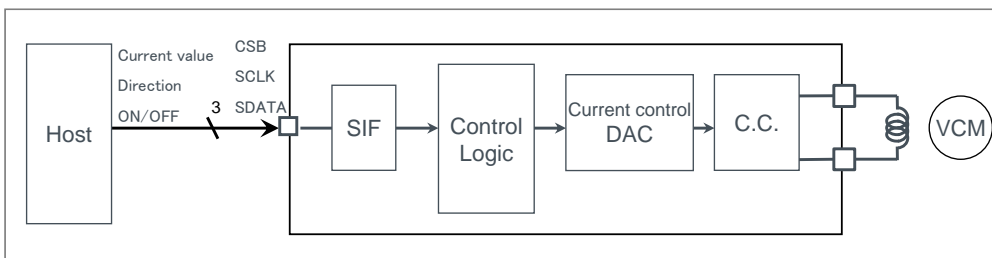 Host
Current value
Direction
ON/OFF
3
CSB
SCLK
SDATA
SIF
Control
Logic
Current control
DAC
C.C.
VCM